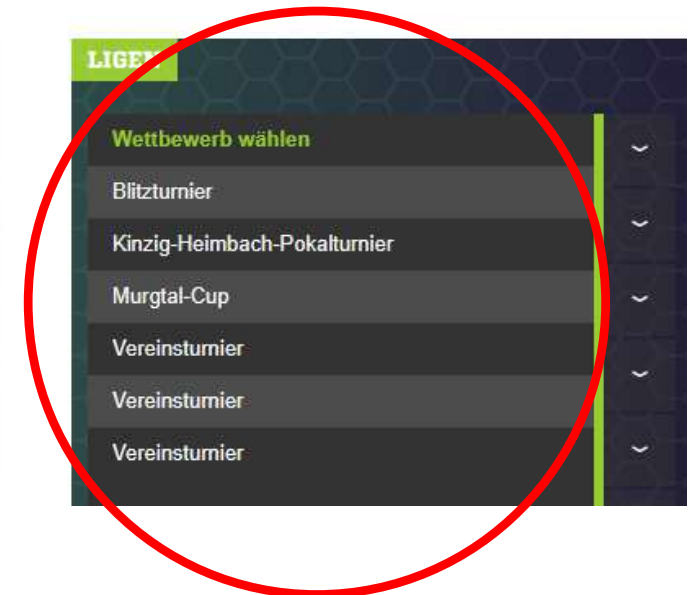 LIGEN
Wettbewerb wählen
Blitzturnier
Kinzig-Heimbach-Pokalturnier
Murgtal-Cup
Vereinsturnier
Vereinsturnier
Vereinsturnier